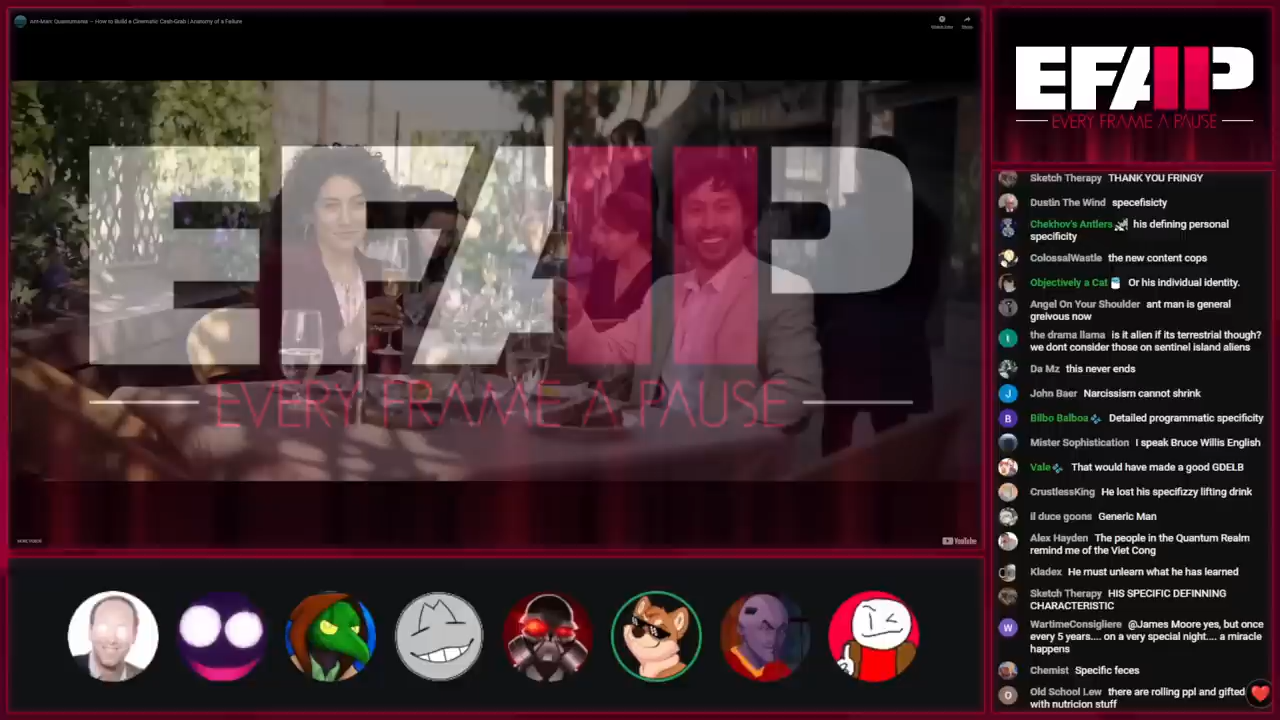 Ant-Man: Quantumania – How to Build a Cinematic Cash-Grab | Anatomy of a Failure
Watch later
Share
EFAP
EVERY FRAME A PAUSE
MORE VIDEOS
YouTube
EFAP
EVERY FRAME A PAUSE
Sketch Therapy THANK YOU FRINGY
Dustin The Wind specefisicty
Chekhov's Antlers his defining personal
specificity
ColossalWastle the new content cops
Objectively a Cat Or his individual identity.
Angel On Your Shoulder ant man is general
greivous now
the drama llama is it alien if its terrestrial though?
we dont consider those on sentinel island aliens
Da Mz this never ends
John Baer Narcissism cannot shrink
Bilbo Balboa Detailed programmatic specificity
Mister Sophistication I speak Bruce Willis English
Vale That would have made a good GDELB
CrustlessKing He lost his specifizzy lifting drink
il duce goons Generic Man
Alex Hayden The people in the Quantum Realm
remind me of the Viet Cong
Kladex He must unlearn what he has learned
Sketch Therapy HIS SPECIFIC DEFINNING
CHARACTERISTIC
WartimeConsigliere @James Moore yes, but once
every 5 years.... on a very special night.... a miracle
happens
Chemist Specific feces
Old School Lew there are rolling ppl and gifted
with nutricion stuff